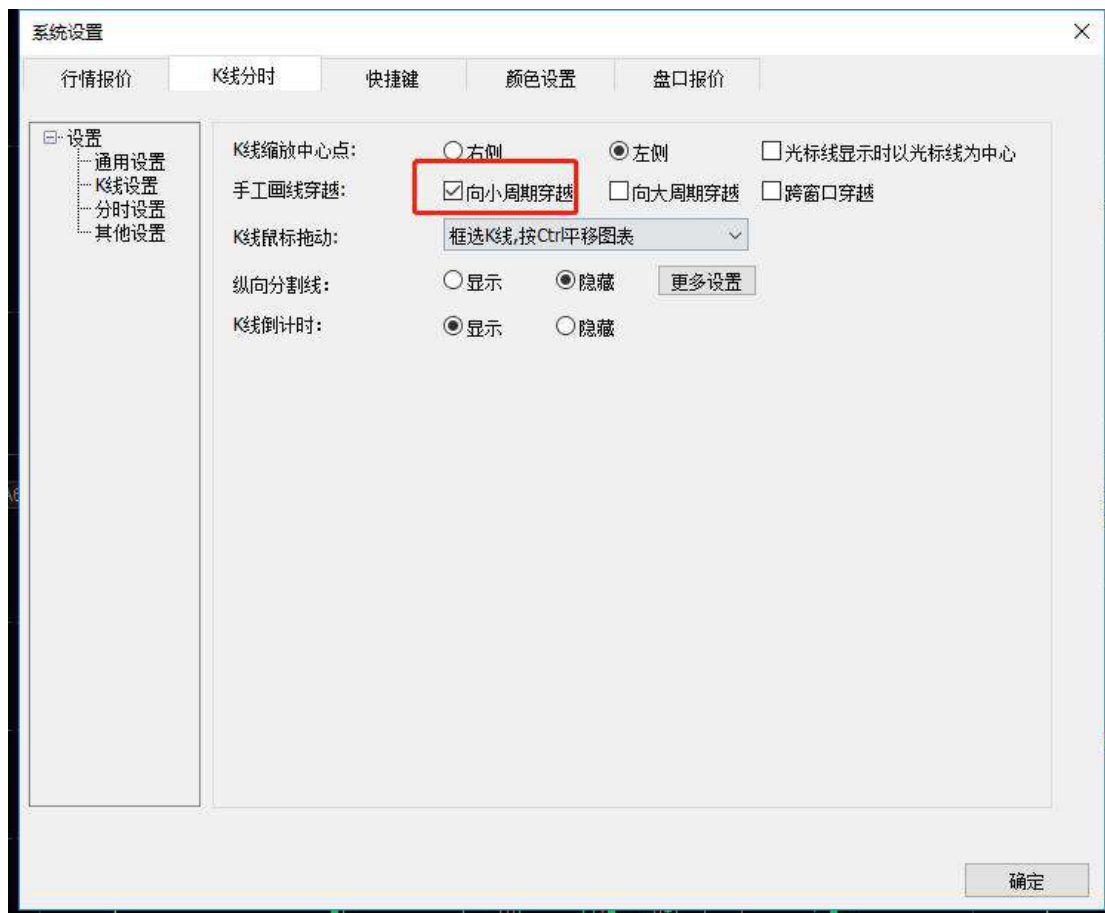 系统设置
行情报价 K线分时 快捷键 颜色设置 盘口报价
设置
通用设置
K线设置
分时设置
其他设置
K线缩放中心点: 右侧 左侧 光标线显示时以光标线为中心
手工画线穿越: 向小周期穿越 向大周期穿越 跨窗口穿越
K线鼠标拖动: 框选K线,按Ctrl平移图表
纵向分割线: 显示 隐藏 更多设置
K线倒计时: 显示 隐藏
确定